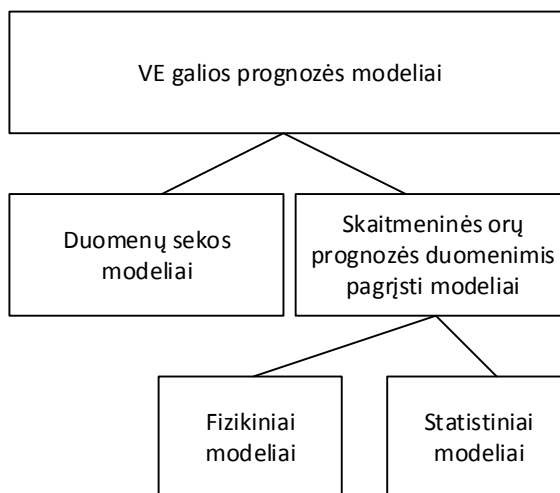 VE galios prognozės modeliai
Duomenų sekos
modeliai
Skaitmeninės orų
prognozės duomenimis
pagrįsti modeliai
Fizikiniai
modeliai
Statistiniai
modeliai